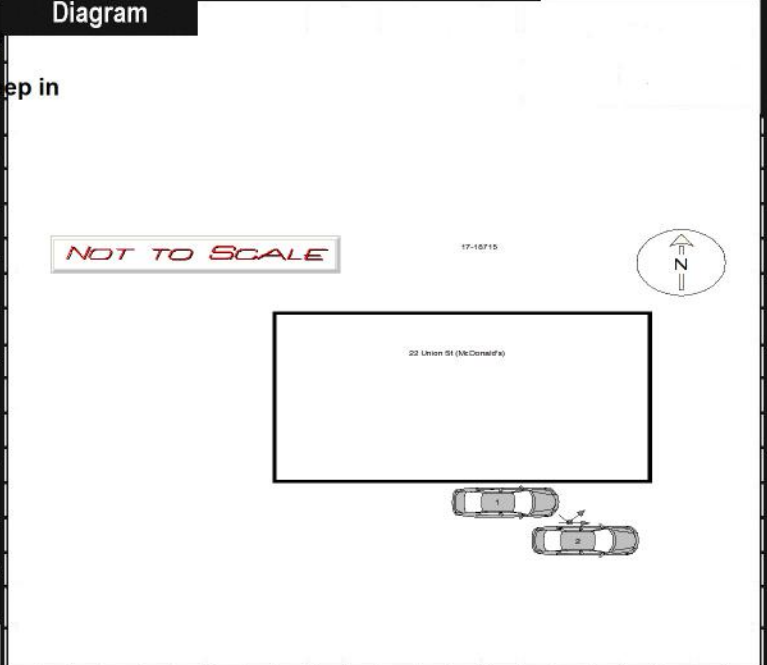 Diagram
ep in
NOT TO SCALE
17-16715
N
22 Union St (McDonald's)
1
2